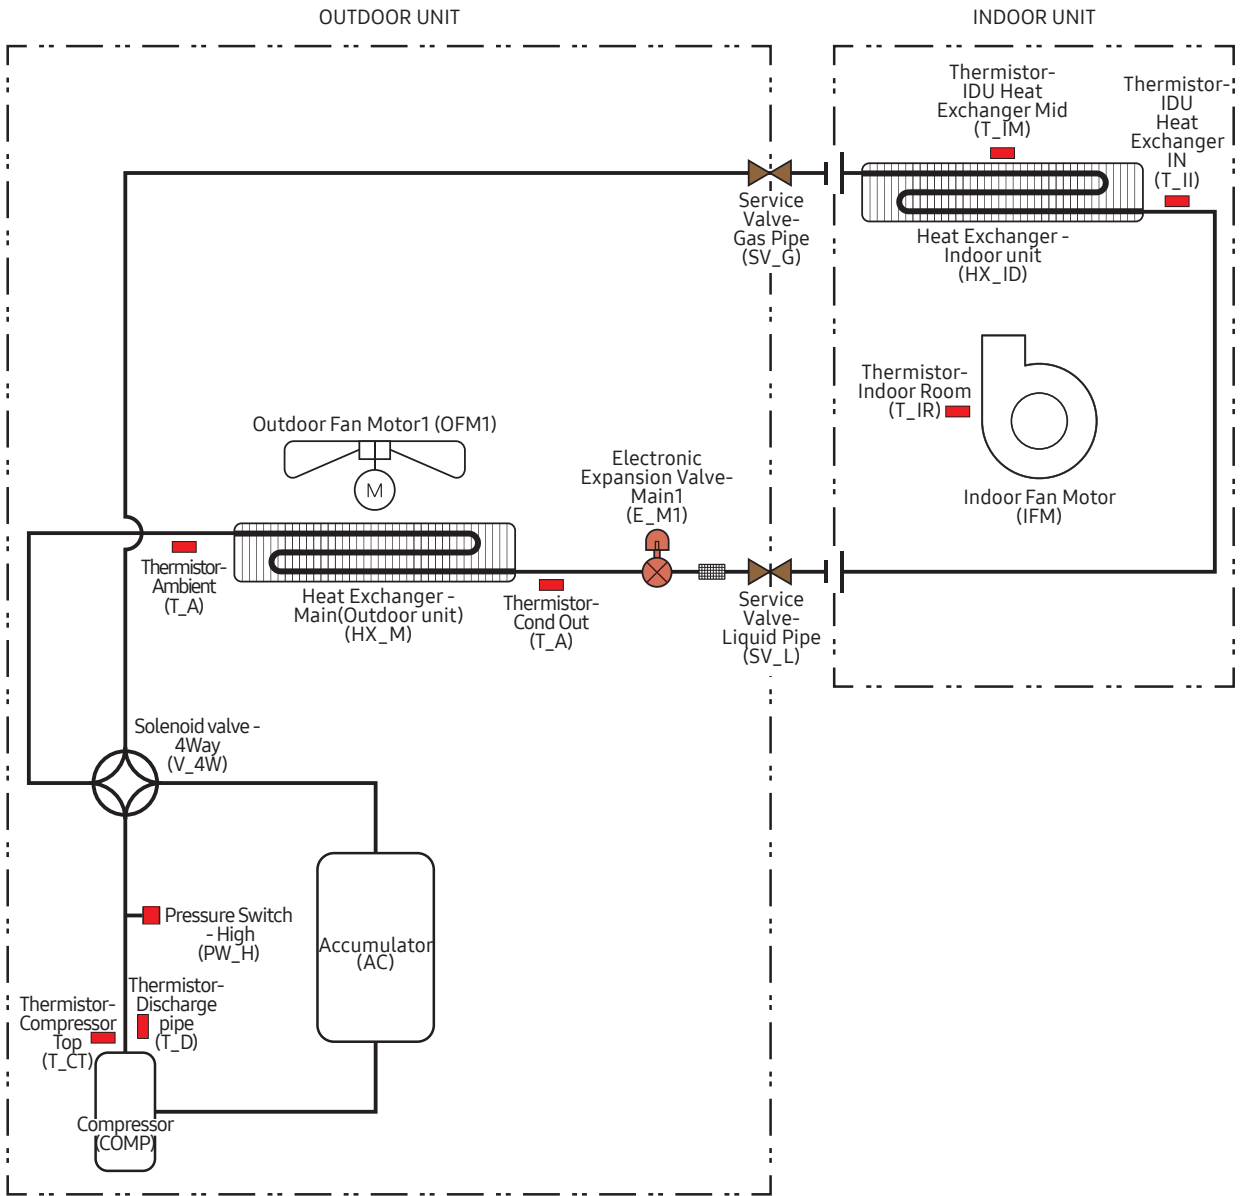 OUTDOOR UNIT
INDOOR UNIT
Thermistor-
IDU Heat
Exchanger Mid
(T_IM)
Thermistor-
IDU
Heat
Exchanger
IN
(T_II)
Service
Valve-
Gas Pipe
(SV_G)
Heat Exchanger -
Indoor unit
(HX_ID)
Thermistor-
Indoor Room
(T_IR)
Indoor Fan Motor
(IFM)
Outdoor Fan Motor1 (OFM1)
M
Electronic
Expansion Valve-
Main1
(E_M1)
Thermistor-
Ambient
(T_A)
Heat Exchanger -
Main(Outdoor unit)
(HX_M)
Thermistor-
Cond Out
(T_A)
Service
Valve-
Liquid Pipe
(SV_L)
Solenoid valve -
4Way
(V_4W)
Pressure Switch
- High
(PW_H)
Accumulator
(AC)
Thermistor-
Compressor
Top
(T_CT)
Thermistor-
Discharge
pipe
(T_D)
Compressor
(COMP)